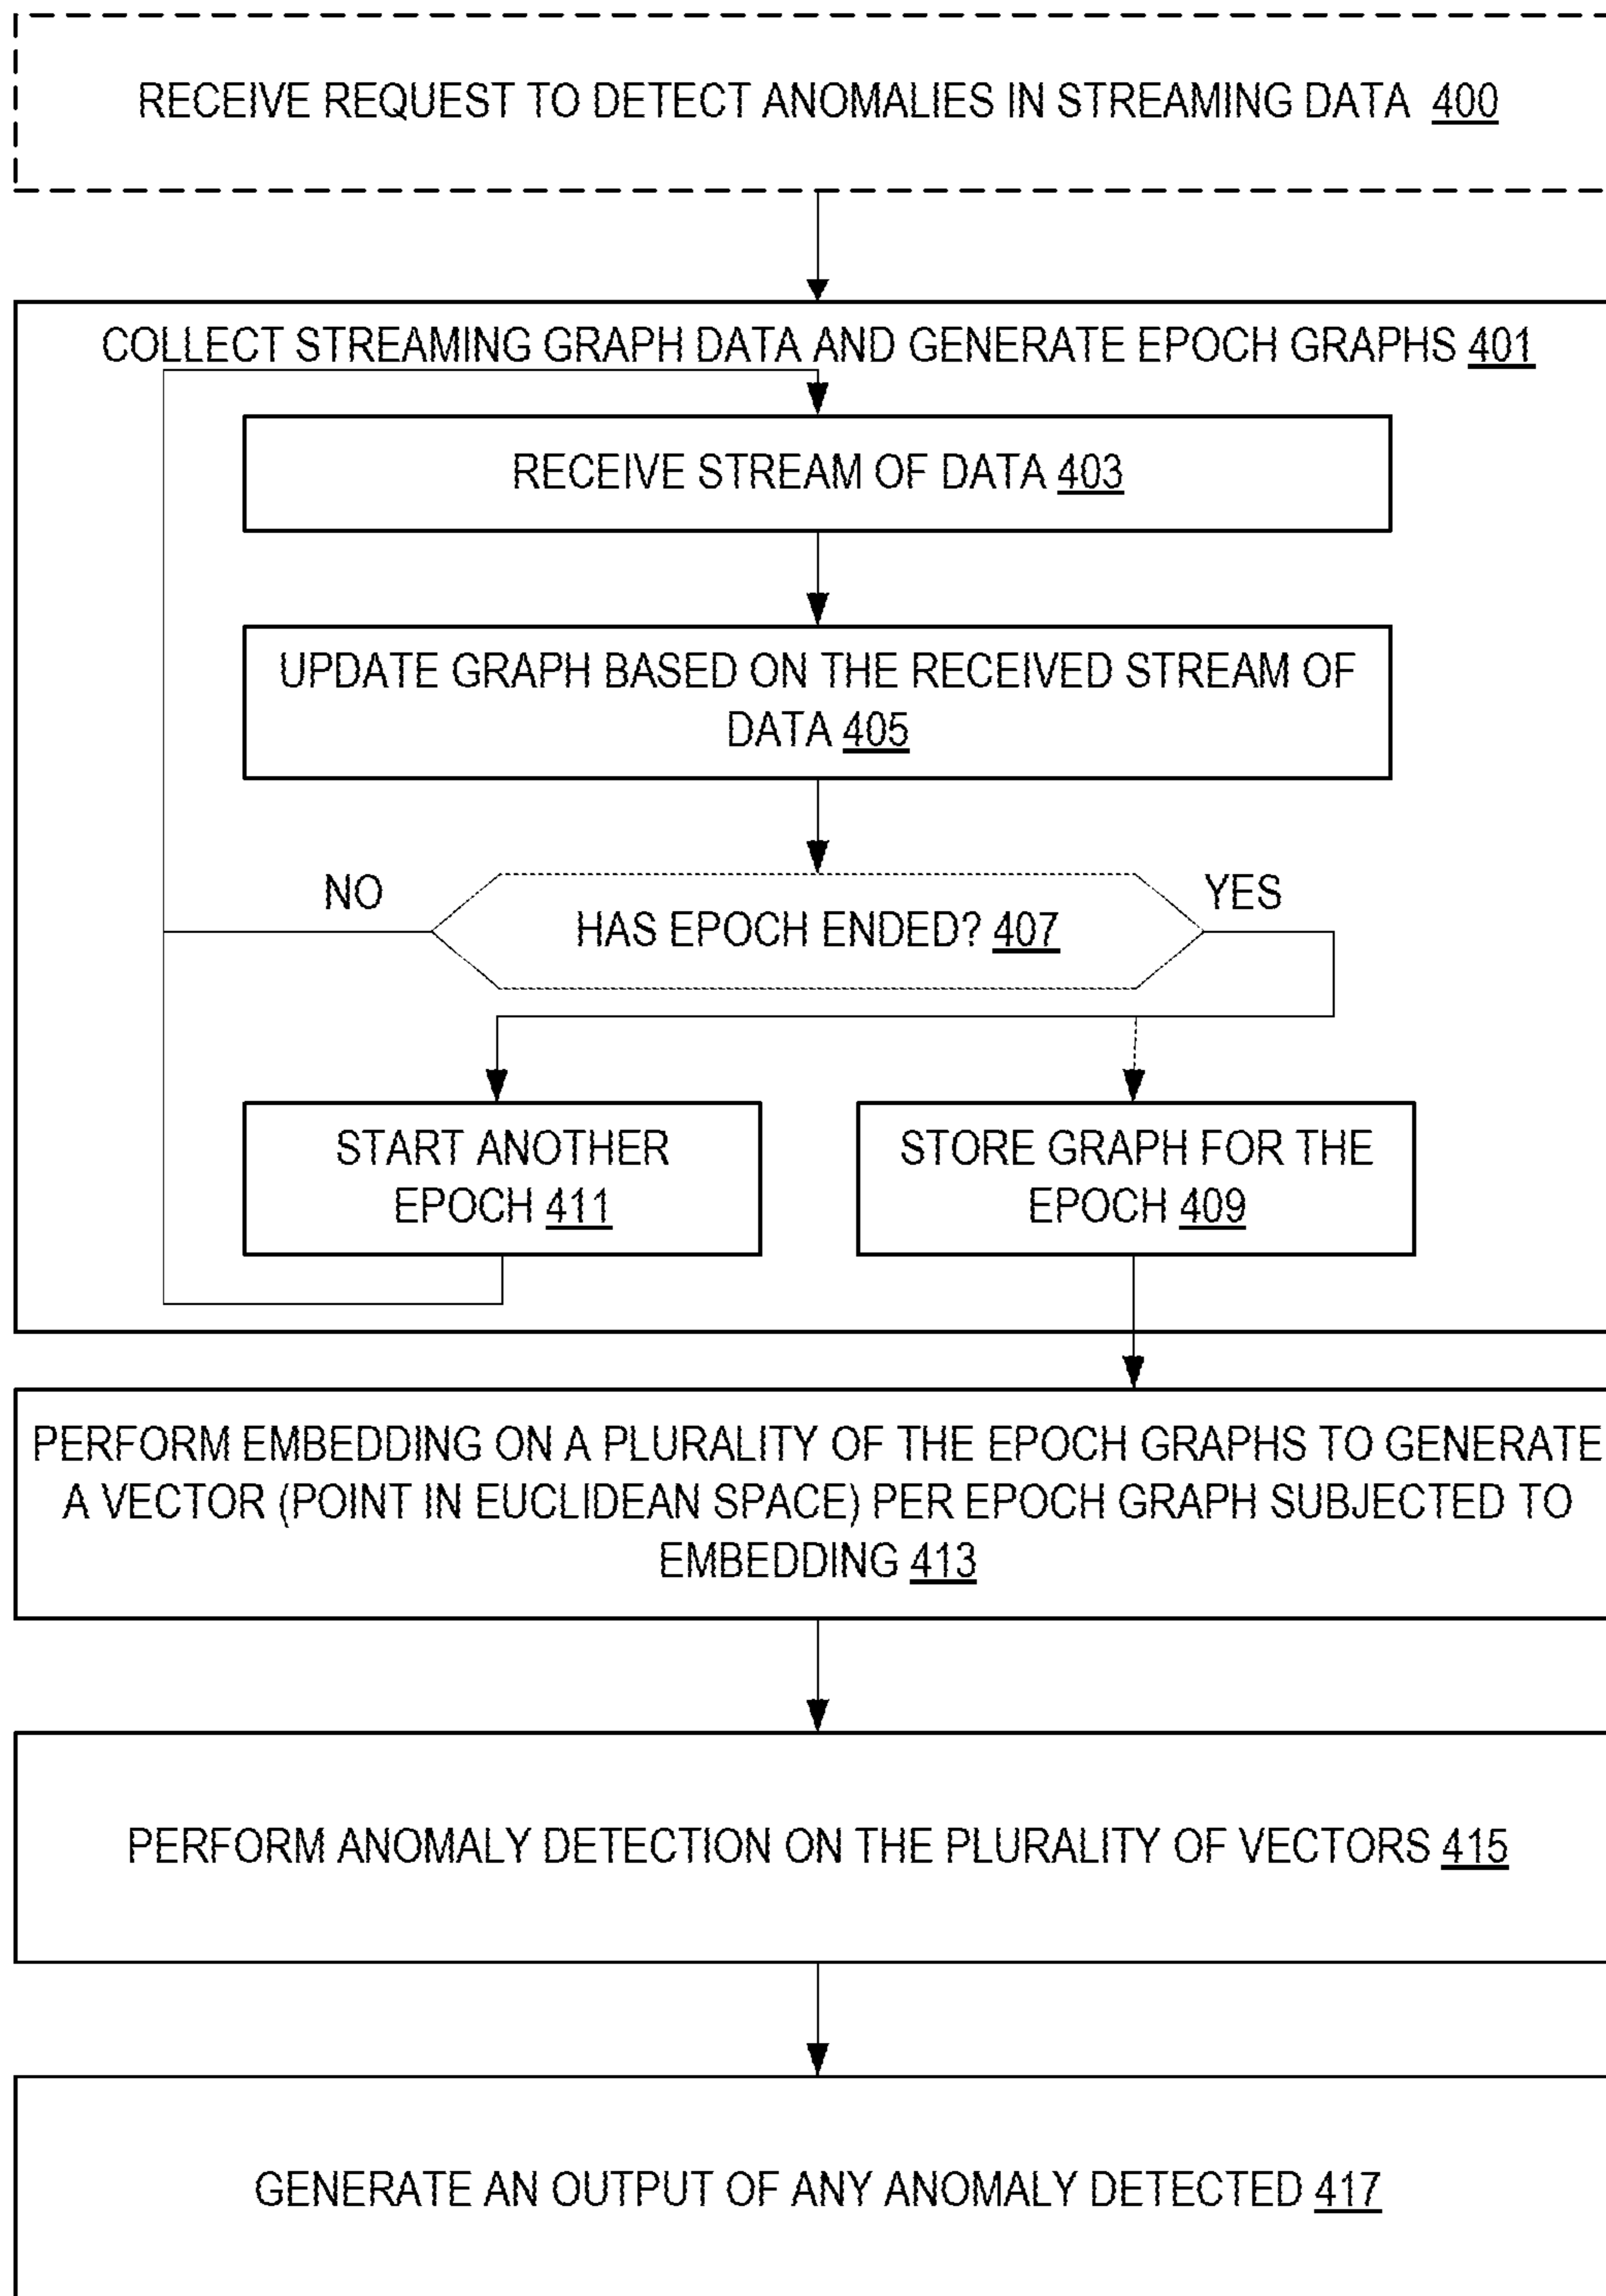 RECEIVE REQUEST TO DETECT ANOMALIES IN STREAMING DATA 400
COLLECT STREAMING GRAPH DATA AND GENERATE EPOCH GRAPHS 401
RECEIVE STREAM OF DATA 403
UPDATE GRAPH BASED ON THE RECEIVED STREAM OF
DATA 405
NO
YES
HAS EPOCH ENDED? 407
START ANOTHER
EPOCH 411
STORE GRAPH FOR THE
EPOCH 409
PERFORM EMBEDDING ON A PLURALITY OF THE EPOCH GRAPHS TO GENERATE
A VECTOR (POINT IN EUCLIDEAN SPACE) PER EPOCH GRAPH SUBJECTED TO
EMBEDDING 413
PERFORM ANOMALY DETECTION ON THE PLURALITY OF VECTORS 415
GENERATE AN OUTPUT OF ANY ANOMALY DETECTED 417